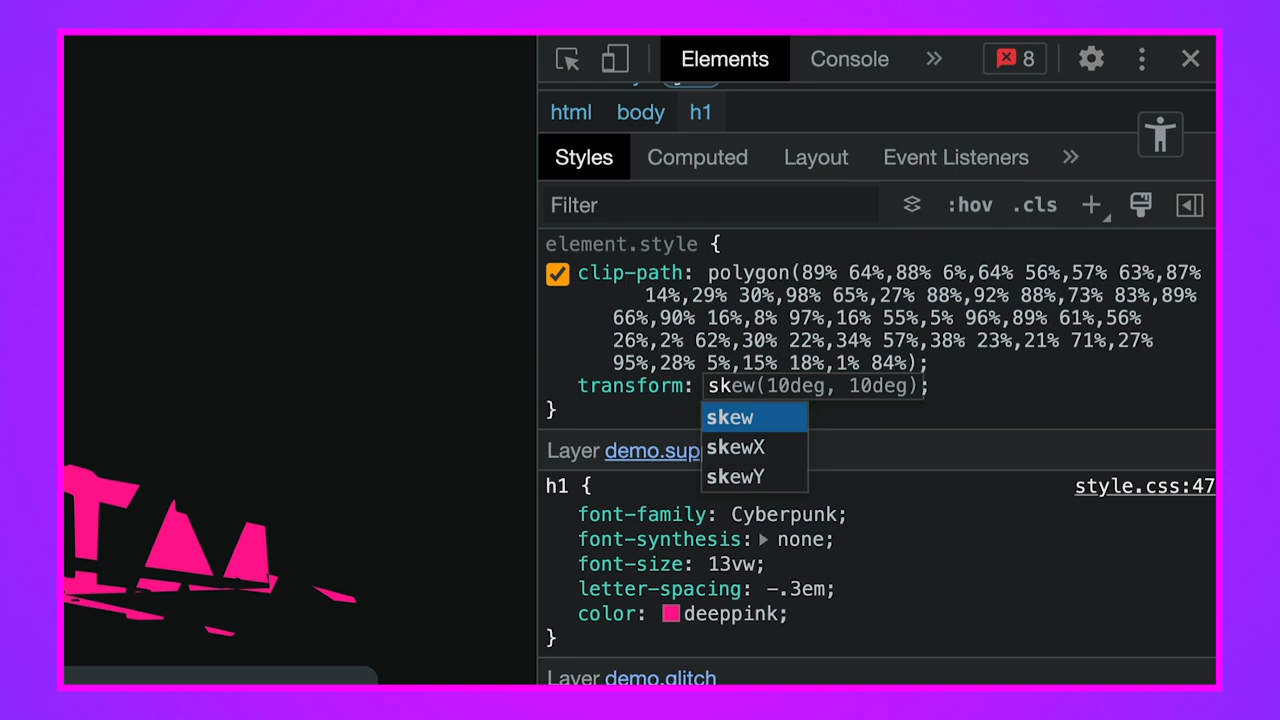 Elements Console 8
html body h1
Styles Computed Layout Event Listeners
Filter :hov .cls
element.style {
clip-path: polygon(89% 64%,88% 6%,64% 56%,57% 63%,87%
14%,29% 30%,98% 65%,27% 88%,92% 88%,73% 83%,89%
66%,90% 16%,8% 97%,16% 55%,5% 96%,89% 61%,56%
26%,2% 62%,30% 22%,34% 57%,38% 23%,21% 71%,27%
95%,28% 5%,15% 18%,1% 84%);
transform: skew(10deg, 10deg);
}
skew
skewX
skewY
Layer demo.sup
h1 { style.css:47
font-family: Cyberpunk;
font-synthesis: none;
font-size: 13vw;
letter-spacing: -.3em;
color: deeppink;
}
Layer demo.glitch